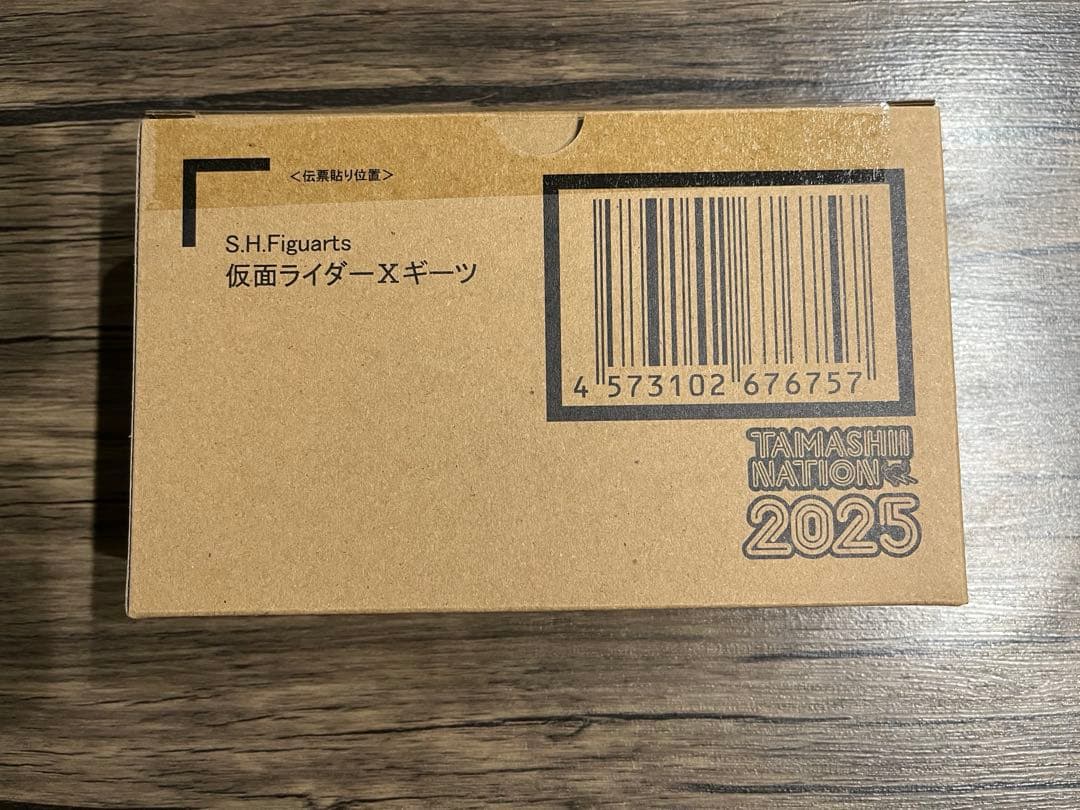 ＜伝票貼り位置＞
S.H.Figuarts
仮面ライダーXギーツ
4 573102 676757
TAMASHII
NATION
2025